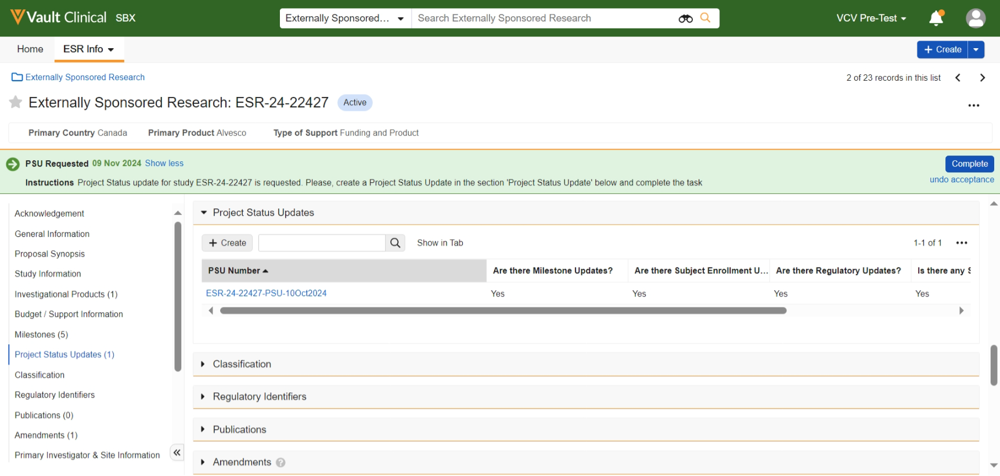 Vault Clinical SBX
Externally Sponsored... Search Externally Sponsored Research
VCV Pre-Test
Home ESR Info
+ Create
Externally Sponsored Research
2 of 23 records in this list
Externally Sponsored Research: ESR-24-22427 Active
Primary Country Canada Primary Product Alvesco Type of Support Funding and Product
PSU Requested 09 Nov 2024 Show less
Complete
Instructions Project Status update for study ESR-24-22427 is requested. Please, create a Project Status Update in the section 'Project Status Update' below and complete the task
undo acceptance
Acknowledgement
General Information
Proposal Synopsis
Study Information
Investigational Products (1)
Budget / Support Information
Milestones (5)
Project Status Updates (1)
Classification
Regulatory Identifiers
Publications (0)
Amendments (1)
Primary Investigator & Site Information
Project Status Updates
+ Create Show in Tab 1-1 of 1
PSU Number Are there Milestone Updates? Are there Subject Enrollment U... Are there Regulatory Updates? Is there any
ESR-24-22427-PSU-10Oct2024 Yes Yes Yes Yes
Classification
Regulatory Identifiers
Publications
Amendments ?